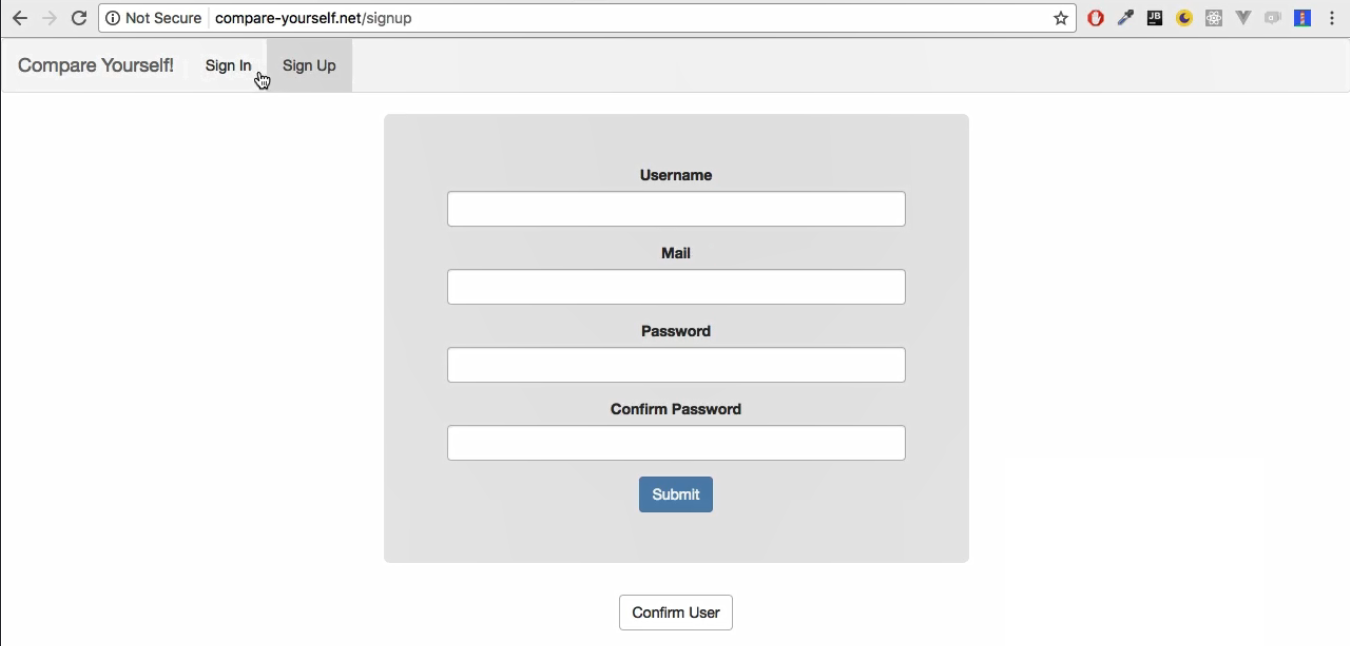 Not Secure compare-yourself.net/signup
JB
Compare Yourself! Sign In Sign Up
Username
Mail
Password
Confirm Password
Submit
Confirm User